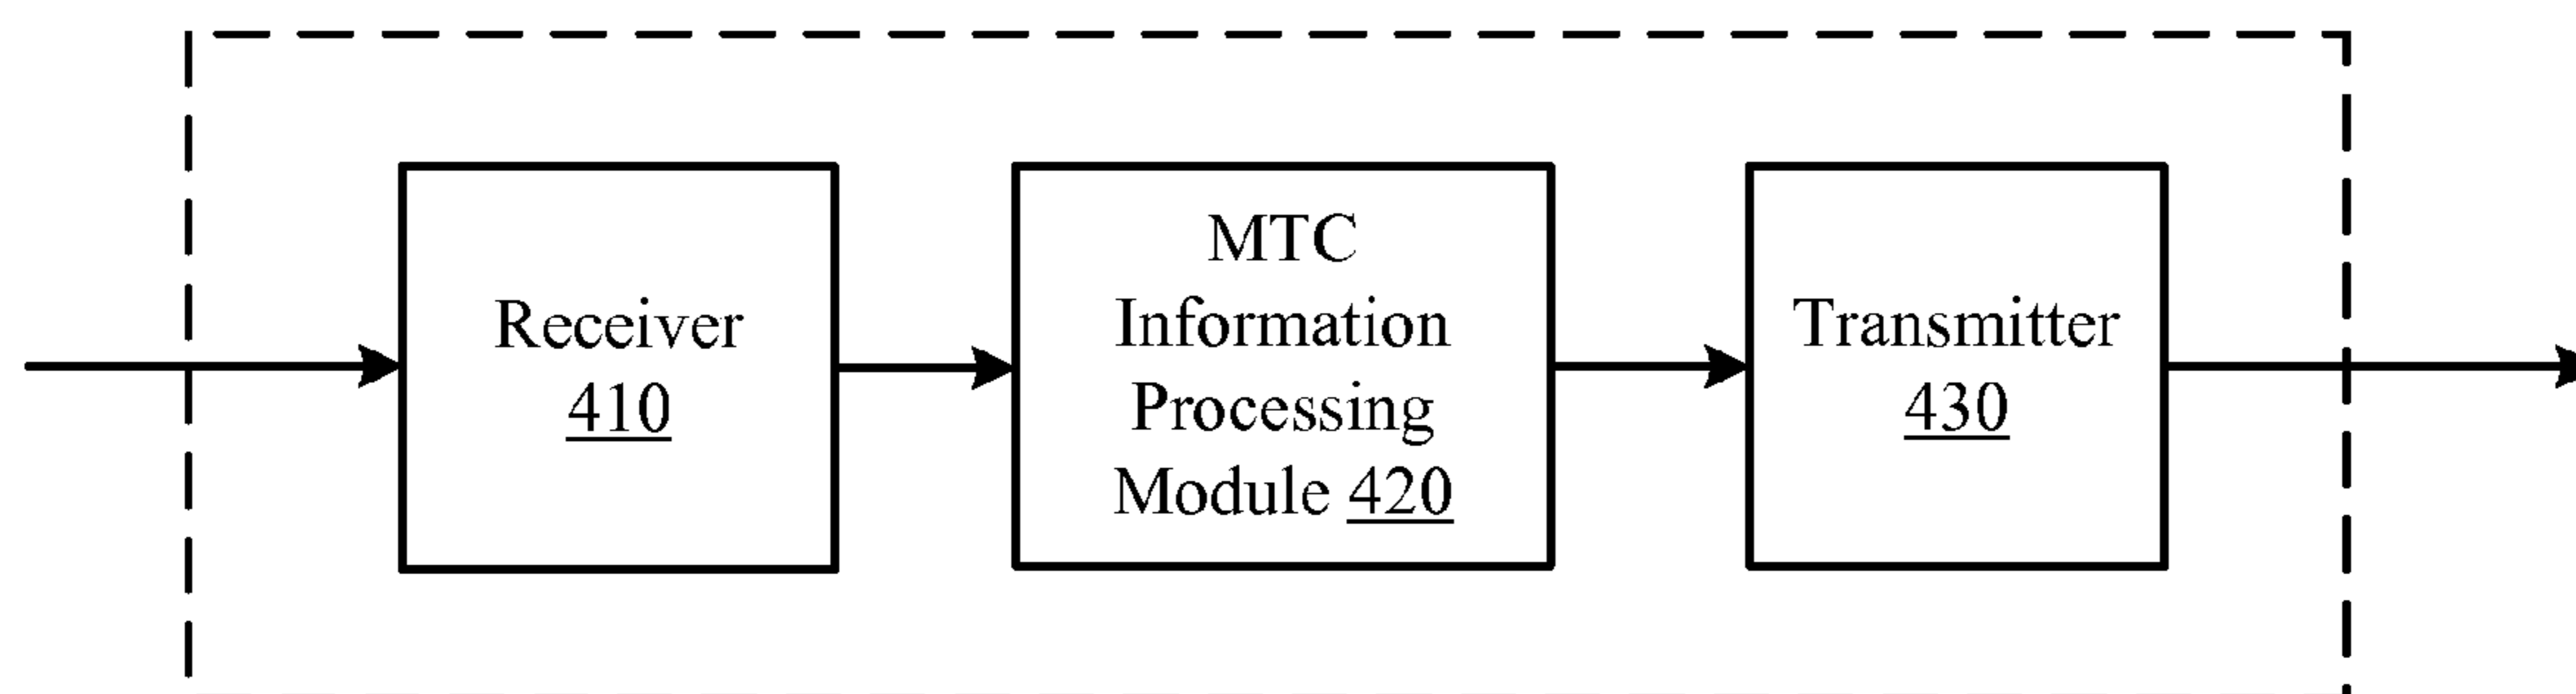 Receiver
410
MTC
Information
Processing
Module 420
Transmitter
430